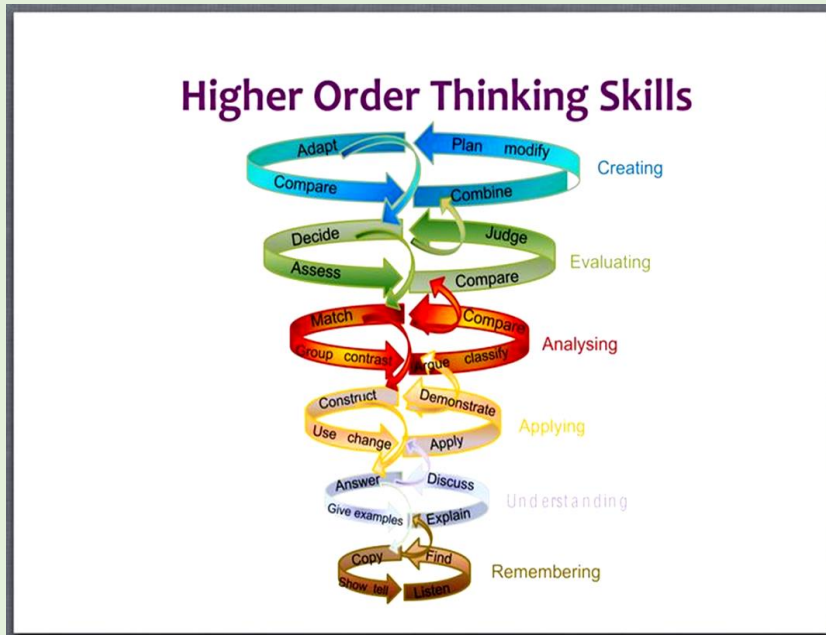 Higher Order Thinking Skills
Adapt
Plan modify
Compare
Combine
Creating
Decide
Judge
Assess
Compare
Evaluating
Match
Compare
Group contrast
Argue classify
Analysing
Construct
Demonstrate
Use change
Apply
Applying
Answer
Discuss
Give examples
Explain
Understanding
Copy
Find
Show tell
Listen
Remembering